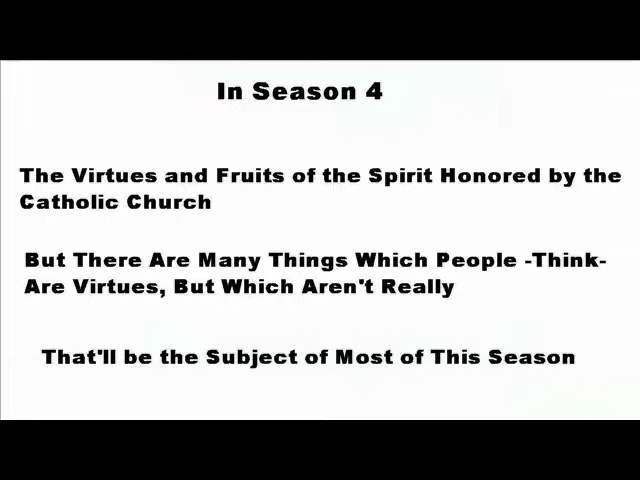 In Season 4
The Virtues and Fruits of the Spirit Honored by the
Catholic Church
But There Are Many Things Which People -Think-
Are Virtues, But Which Aren't Really
That'll be the Subject of Most of This Season